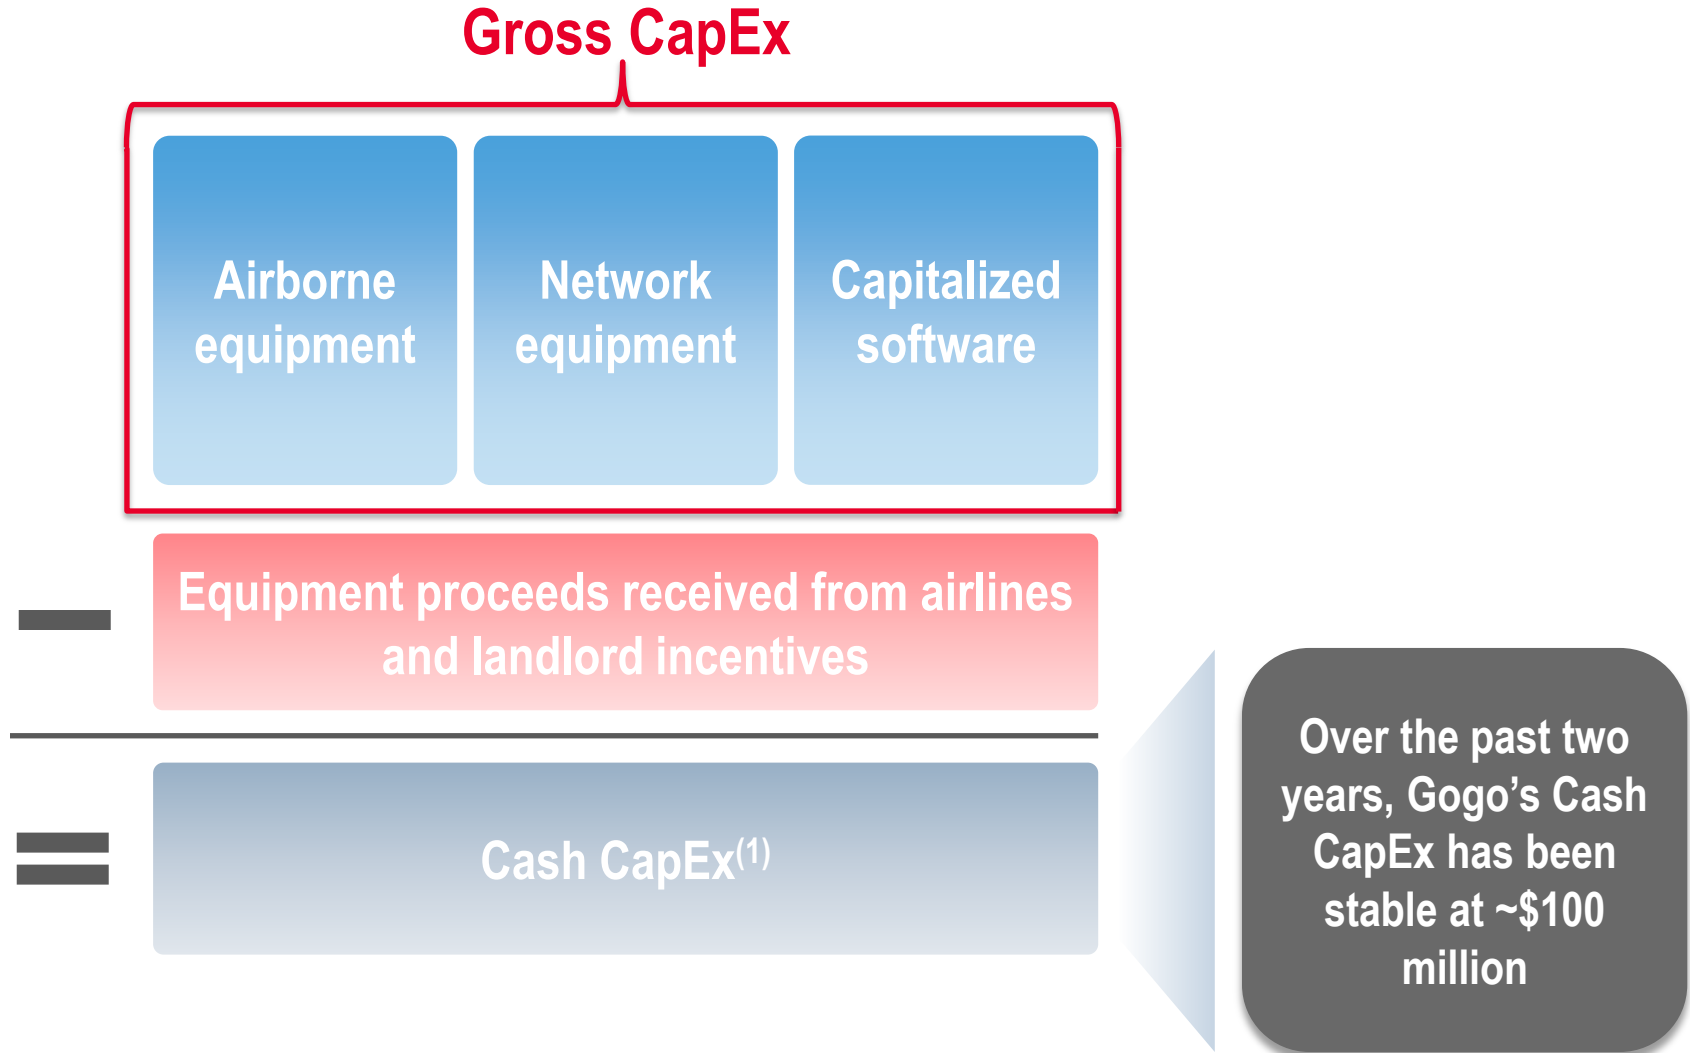 Gross CapEx
Airborne
equipment
Network
equipment
Capitalized
software
Equipment proceeds received from airlines
and landlord incentives
Cash CapEx(1)
Over the past two
years, Gogo’s Cash
CapEx has been
stable at ~$100
million